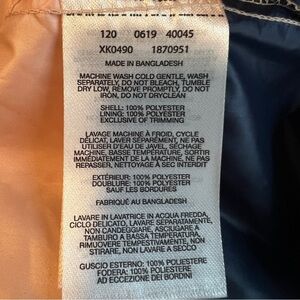 120 0619 40045
XK0490 1870951
MADE IN BANGLADESH
MACHINE WASH COLD GENTLE, WASH
SEPARATELY, DO NOT BLEACH, TUMBLE
DRY LOW, REMOVE PROMPTLY, DO NOT
IRON, DO NOT DRYCLEAN
SHELL: 100% POLYESTER
LINING: 100% POLYESTER
EXCLUSIVE OF TRIMMING
LAVAGE MACHINE À FROID, CYCLE
DÉLICAT, LAVER SÉPARÉMENT, NE PAS
UTILISER D'EAU DE JAVEL, SÉCHAGE
MACHINE, BASSE TEMPÉRATURE, SORTIR
IMMÉDIATEMENT DE LA MACHINE, NE PAS
REPASSER, NETTOYAGE À SEC INTERDIT
EXTÉRIEUR: 100% POLYESTER
DOUBLURE: 100% POLYESTER
SAUF LES BORDURES
FABRIQUÉ AU BANGLADESH
LAVARE IN LAVATRICE IN ACQUA FREDDA,
CICLO DELICATO, LAVARE SEPARATAMENTE,
NON CANDEGGIARE, ASCIUGARE A
TAMBURO A BASSA TEMPERATURA,
RIMUOVERE TEMPESTIVAMENTE, NON
STIRARE, NON LAVARE A SECCO
GUSCIO ESTERNO: 100% POLIESTERE
FODERA: 100% POLIESTERE
AD ECCEZIONE DEI BORDINI